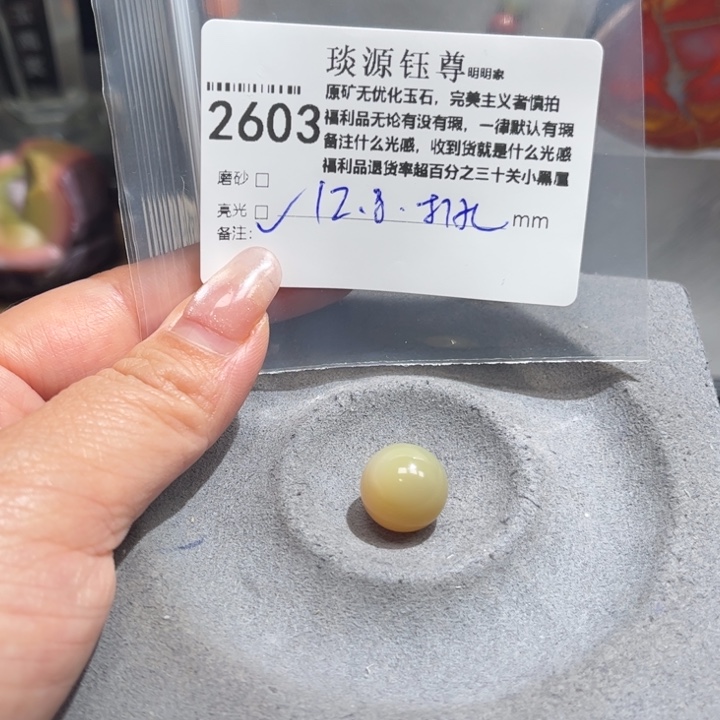 琰源钰尊明明家
原矿无优化玉石，完美主义者慎拍
2603
福利品无论有没有瑕，一律默认有瑕
备注什么光感，收到货就是什么光感
福利品退货率超百分之三十关小黑屋
磨砂 □
亮光 □ ✓ 12.8. 打孔 mm
备注：